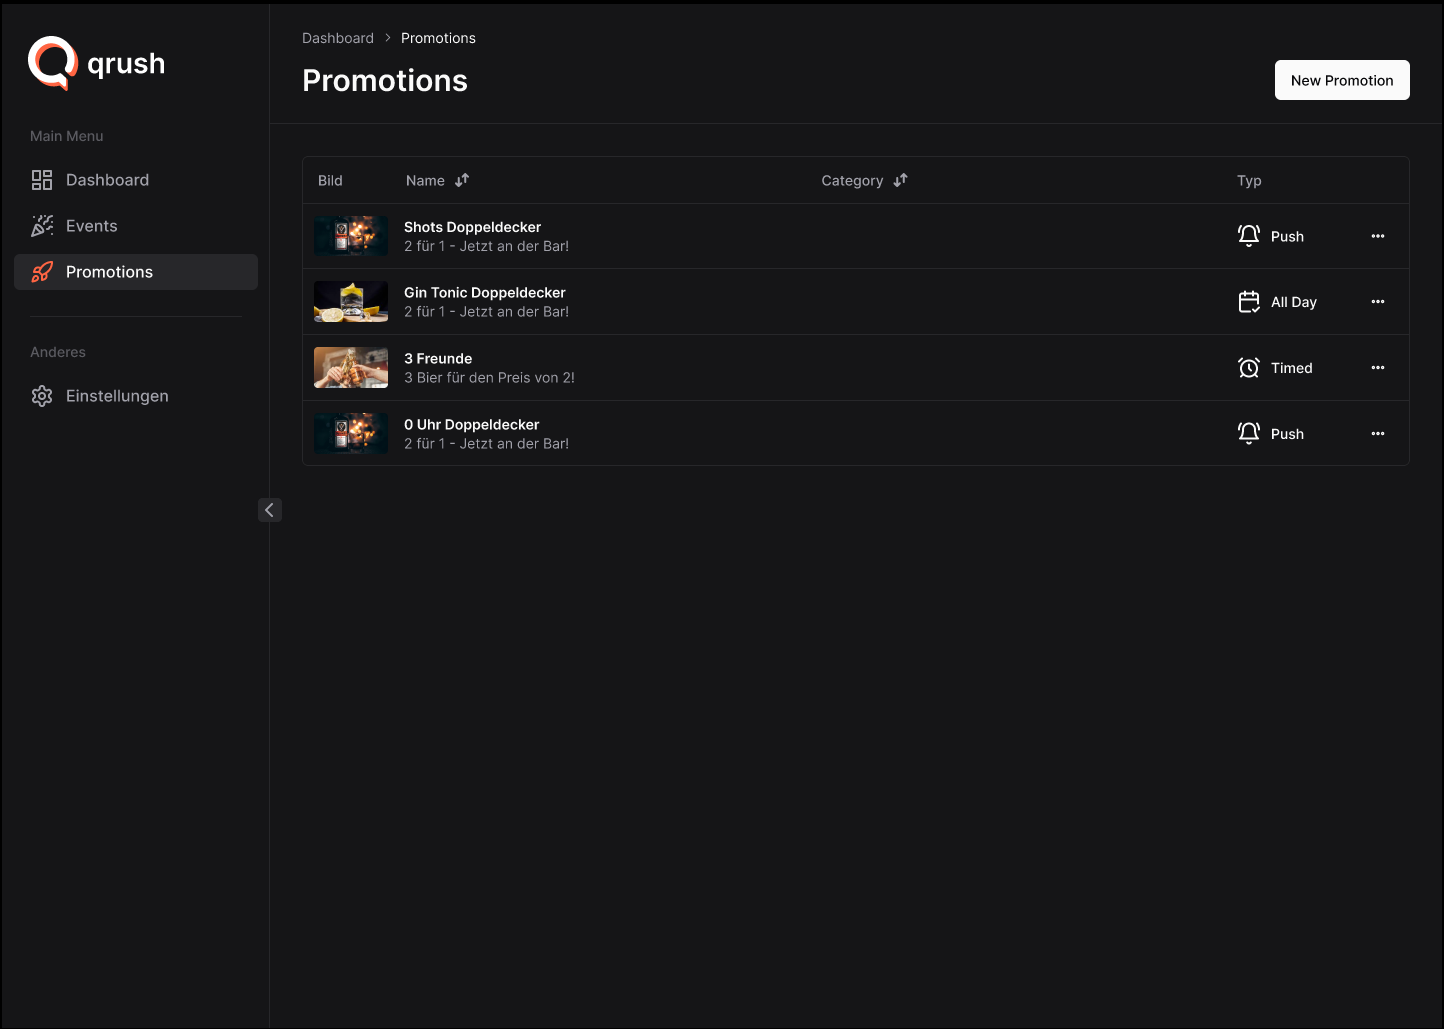 qrush
Main Menu
Dashboard
Events
Promotions
Anderes
Einstellungen
Dashboard > Promotions
Promotions
New Promotion
Bild Name Category Typ
Shots Doppeldecker
2 für 1 - Jetzt an der Bar!
Push
Gin Tonic Doppeldecker
2 für 1 - Jetzt an der Bar!
All Day
3 Freunde
3 Bier für den Preis von 2!
Timed
0 Uhr Doppeldecker
2 für 1 - Jetzt an der Bar!
Push